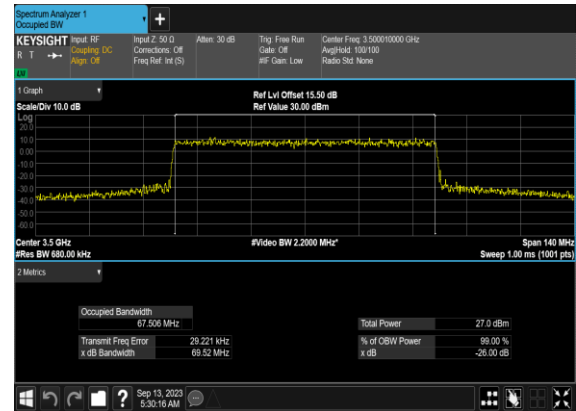 Spectrum Analyzer 1
Occupied BW
+
KEYSIGHT Input: RF Input Z: 50 Ω Atten: 30 dB Trig: Free Run Center Freq: 3.500010000 GHz
R T Coupling: DC Corrections: Off Gate: Off Avg|Hold: 100/100
Align: Off Freq Ref: Int (S) #IF Gain: Low Radio Std: None
1 Graph
Ref Lvl Offset 15.50 dB
Scale/Div 10.0 dB Ref Value 30.00 dBm
Log
20.0
10.0
0.00
-10.0
-20.0
-30.0
-40.0
-50.0
-60.0
Center 3.5 GHz #Video BW 2.2000 MHz* Span 140 MHz
#Res BW 680.00 kHz Sweep 1.00 ms (1001 pts)
2 Metrics
Occupied Bandwidth
67.506 MHz Total Power 27.0 dBm
Transmit Freq Error 29.221 kHz % of OBW Power 99.00 %
x dB Bandwidth 69.52 MHz x dB -26.00 dB
? Sep 13, 2023
5:30:16 AM